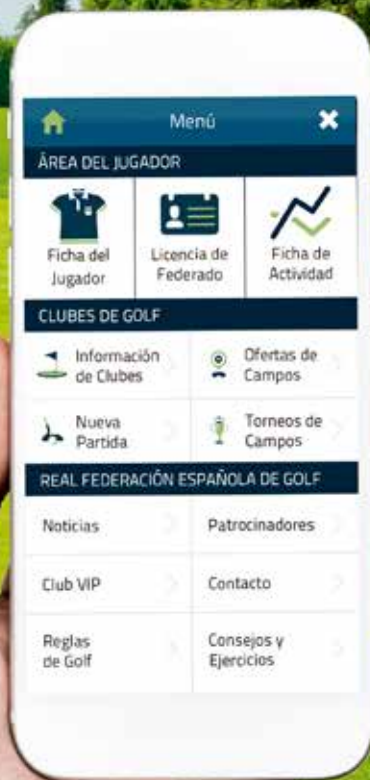 Menú
ÁREA DEL JUGADOR
Ficha del
Jugador
Licencia de
Federado
Ficha de
Actividad
CLUBES DE GOLF
Información
de Clubes
Ofertas de
Campos
Nueva
Partida
Torneos de
Campos
REAL FEDERACIÓN ESPAÑOLA DE GOLF
Noticias
Patrocinadores
Club VIP
Contacto
Reglas
de Golf
Consejos y
Ejercicios